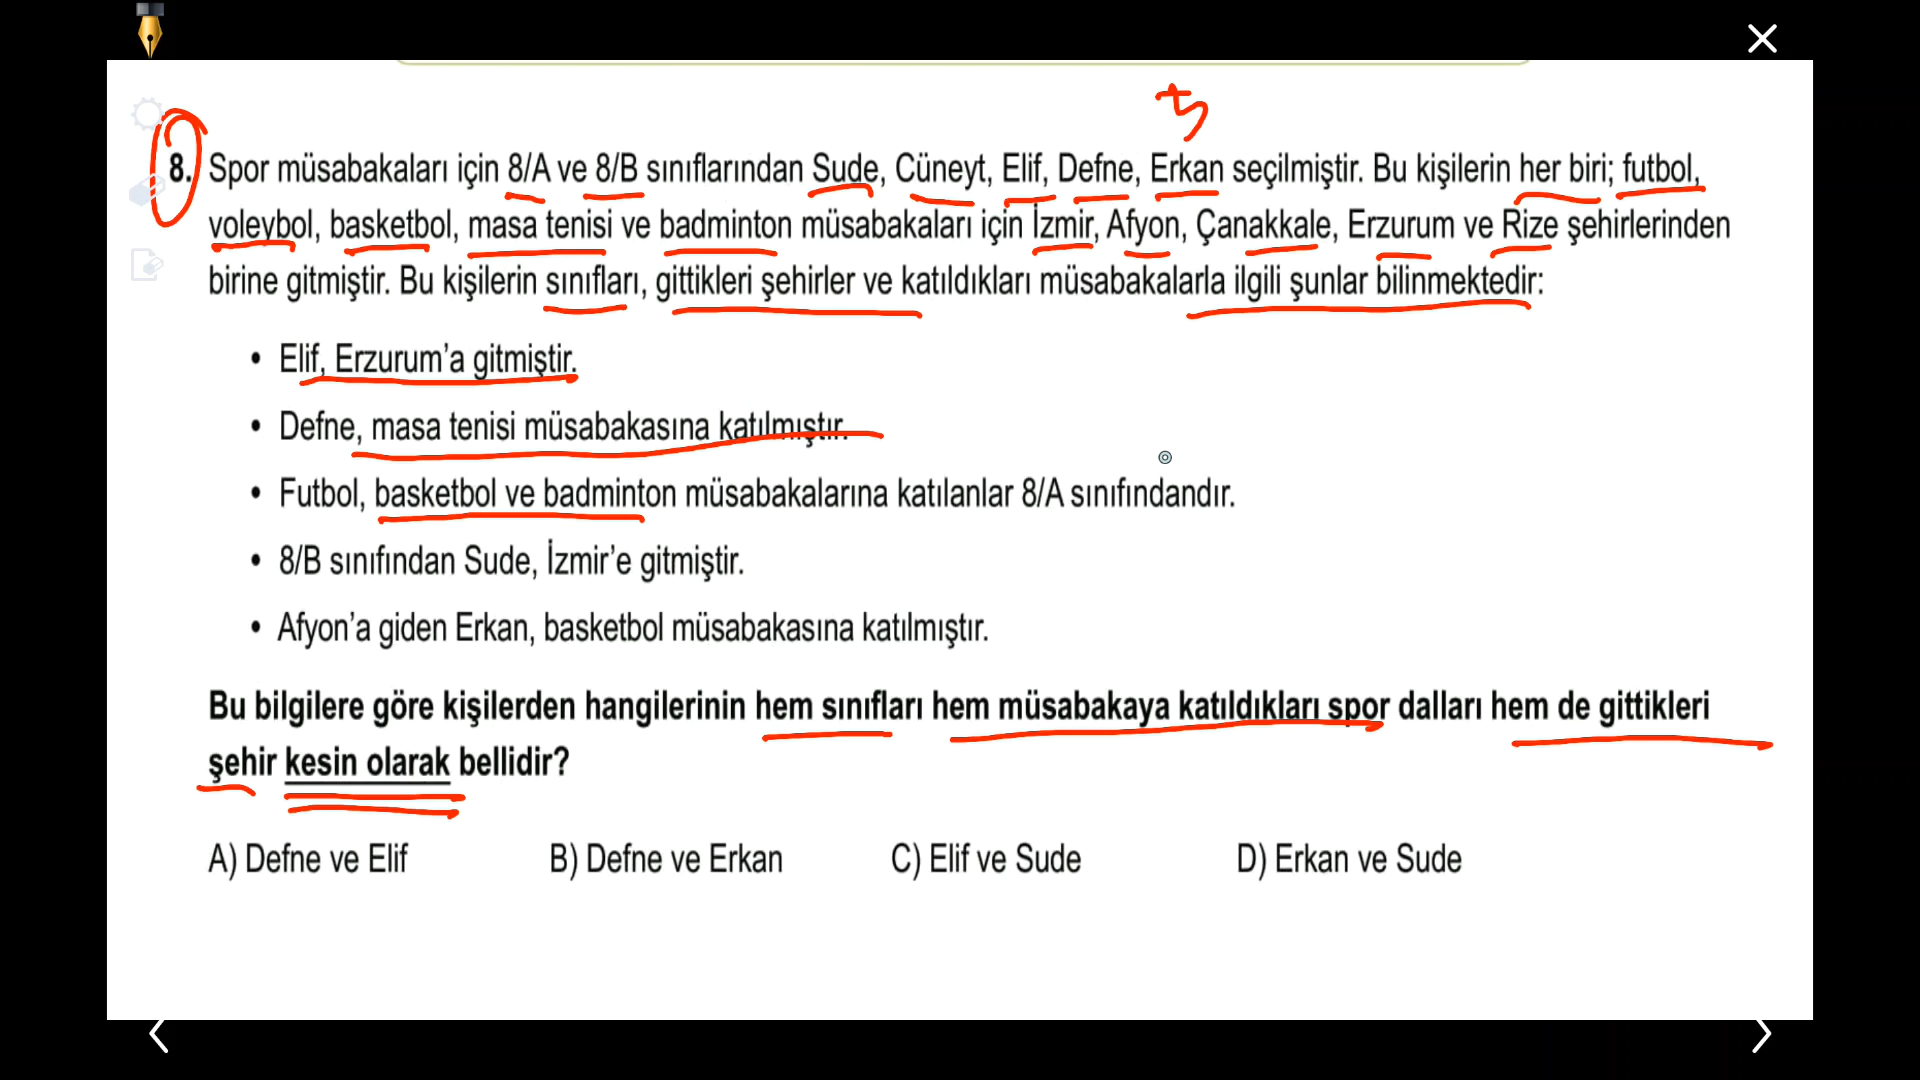 8. Spor müsabakaları için 8/A ve 8/B sınıflarından Sude, Cüneyt, Elif, Defne, Erkan seçilmiştir. Bu kişilerin her biri; futbol,
voleybol, basketbol, masa tenisi ve badminton müsabakaları için İzmir, Afyon, Çanakkale, Erzurum ve Rize şehirlerinden
birine gitmiştir. Bu kişilerin sınıfları, gittikleri şehirler ve katıldıkları müsabakalarla ilgili şunlar bilinmektedir:
• Elif, Erzurum’a gitmiştir.
• Defne, masa tenisi müsabakasına katılmıştır.
• Futbol, basketbol ve badminton müsabakalarına katılanlar 8/A sınıfındandır.
• 8/B sınıfından Sude, İzmir’e gitmiştir.
• Afyon’a giden Erkan, basketbol müsabakasına katılmıştır.
Bu bilgilere göre kişilerden hangilerinin hem sınıfları hem müsabakaya katıldıkları spor dalları hem de gittikleri
şehir kesin olarak bellidir?
A) Defne ve Elif B) Defne ve Erkan C) Elif ve Sude D) Erkan ve Sude